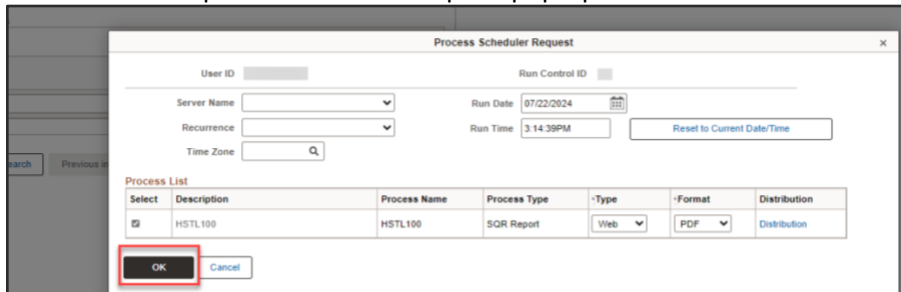 Process Scheduler Request ×
User ID Run Control ID
Server Name Run Date 07/22/2024
Recurrence Run Time 3:14:39PM Reset to Current Date/Time
Time Zone
earch Previous in
Process List
Select Description Process Name Process Type *Type *Format Distribution
HSTL100 HSTL100 SQR Report Web PDF Distribution
OK Cancel